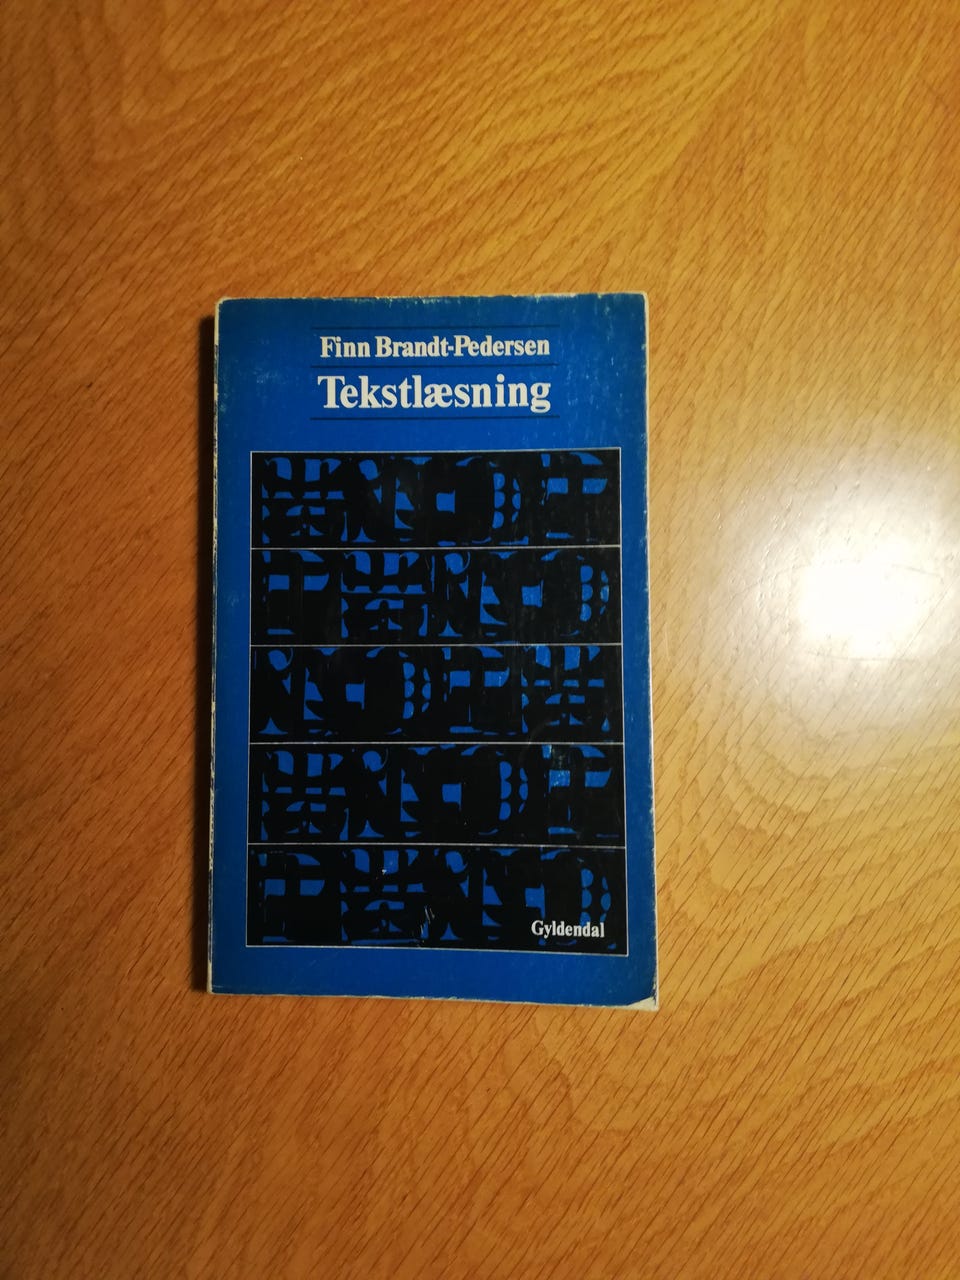 Finn Brandt-Pedersen
Tekstlæsning
Gyldendal